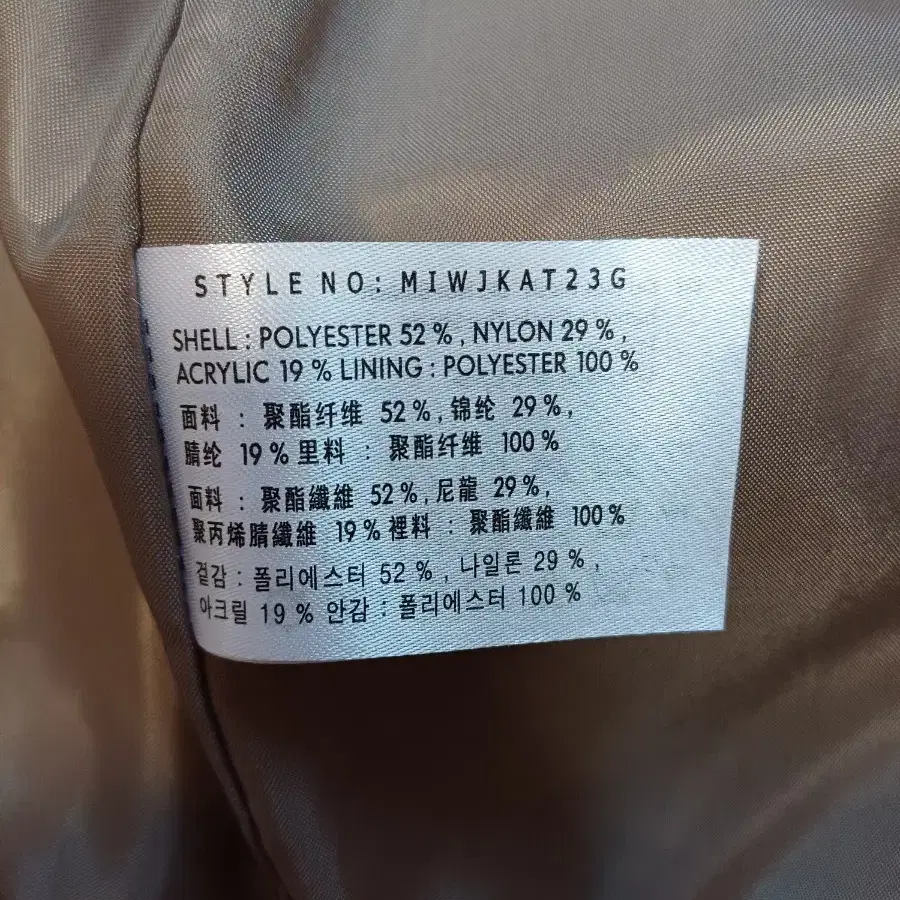 STYLE NO: MIWJKAT23G
SHELL : POLYESTER 52 % , NYLON 29 % ,
ACRYLIC 19 % LINING : POLYESTER 100 %
面料 : 聚酯纤维 52 % , 锦纶 29 % ,
腈纶 19 % 里料 : 聚酯纤维 100 %
面料 : 聚酯纖維 52 % , 尼龍 29 % ,
聚丙烯腈纖維 19 % 裡料 : 聚酯纖維 100 %
겉감 : 폴리에스터 52 % , 나일론 29 % ,
아크릴 19 % 안감 : 폴리에스터 100 %